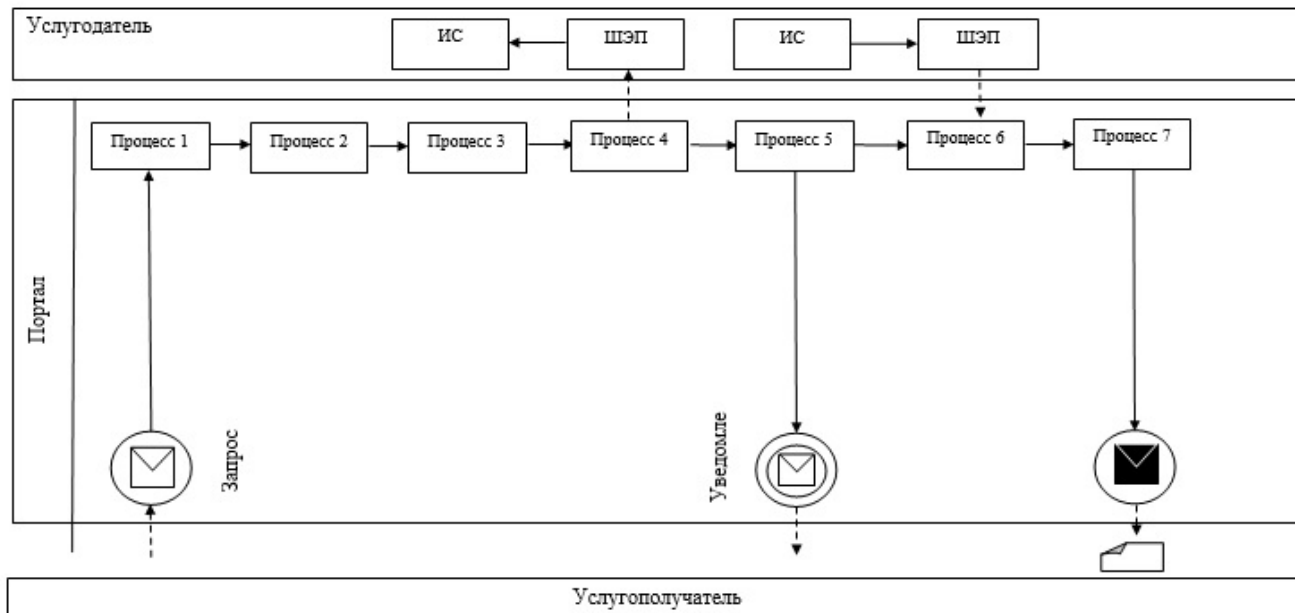 Услугодатель
ИС
ШЭП
ИС
ШЭП
Процесс 1
Процесс 2
Процесс 3
Процесс 4
Процесс 5
Процесс 6
Процесс 7
Портал
Запрос
Уведомле
Услугополучатель